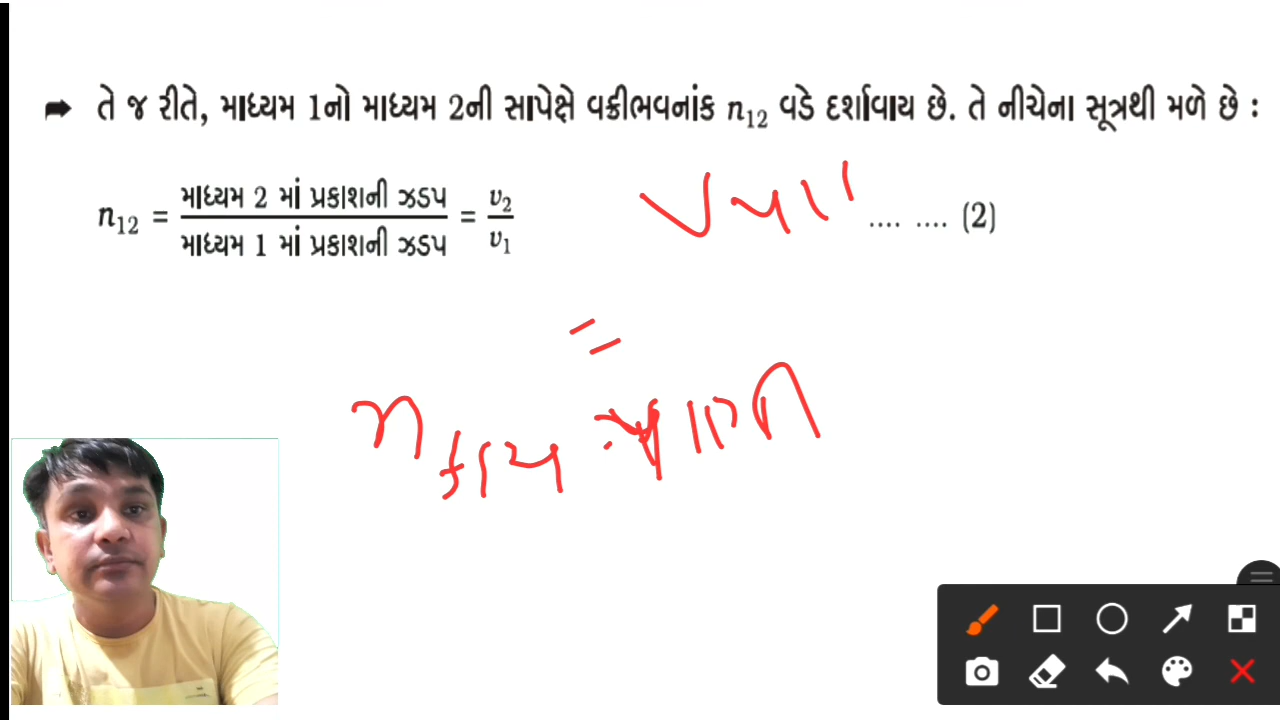 ➡ તે જ રીતે, માધ્યમ 1નો માધ્યમ 2ની સાપેક્ષે વક્રીભવનાંક n₁₂ વડે દર્શાવાય છે. તે નીચેના સૂત્રથી મળે છે :
n₁₂ = માધ્યમ 2 માં પ્રકાશની ઝડપ / માધ્યમ 1 માં પ્રકાશની ઝડપ = v₂ / v₁ .... .... (2)
=
n કાચ